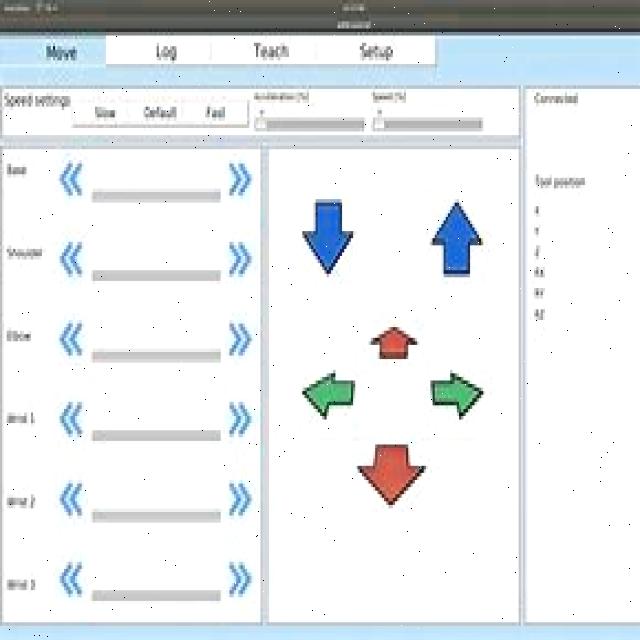 Move Log Teach Setup
Speed settings
Slow Default Fast
Acceleration [%]
Speed [%]
Base
Shoulder
Elbow
Wrist 1
Wrist 2
Wrist 3
Connected
Tool position
X
Y
Z
RX
RY
RZ